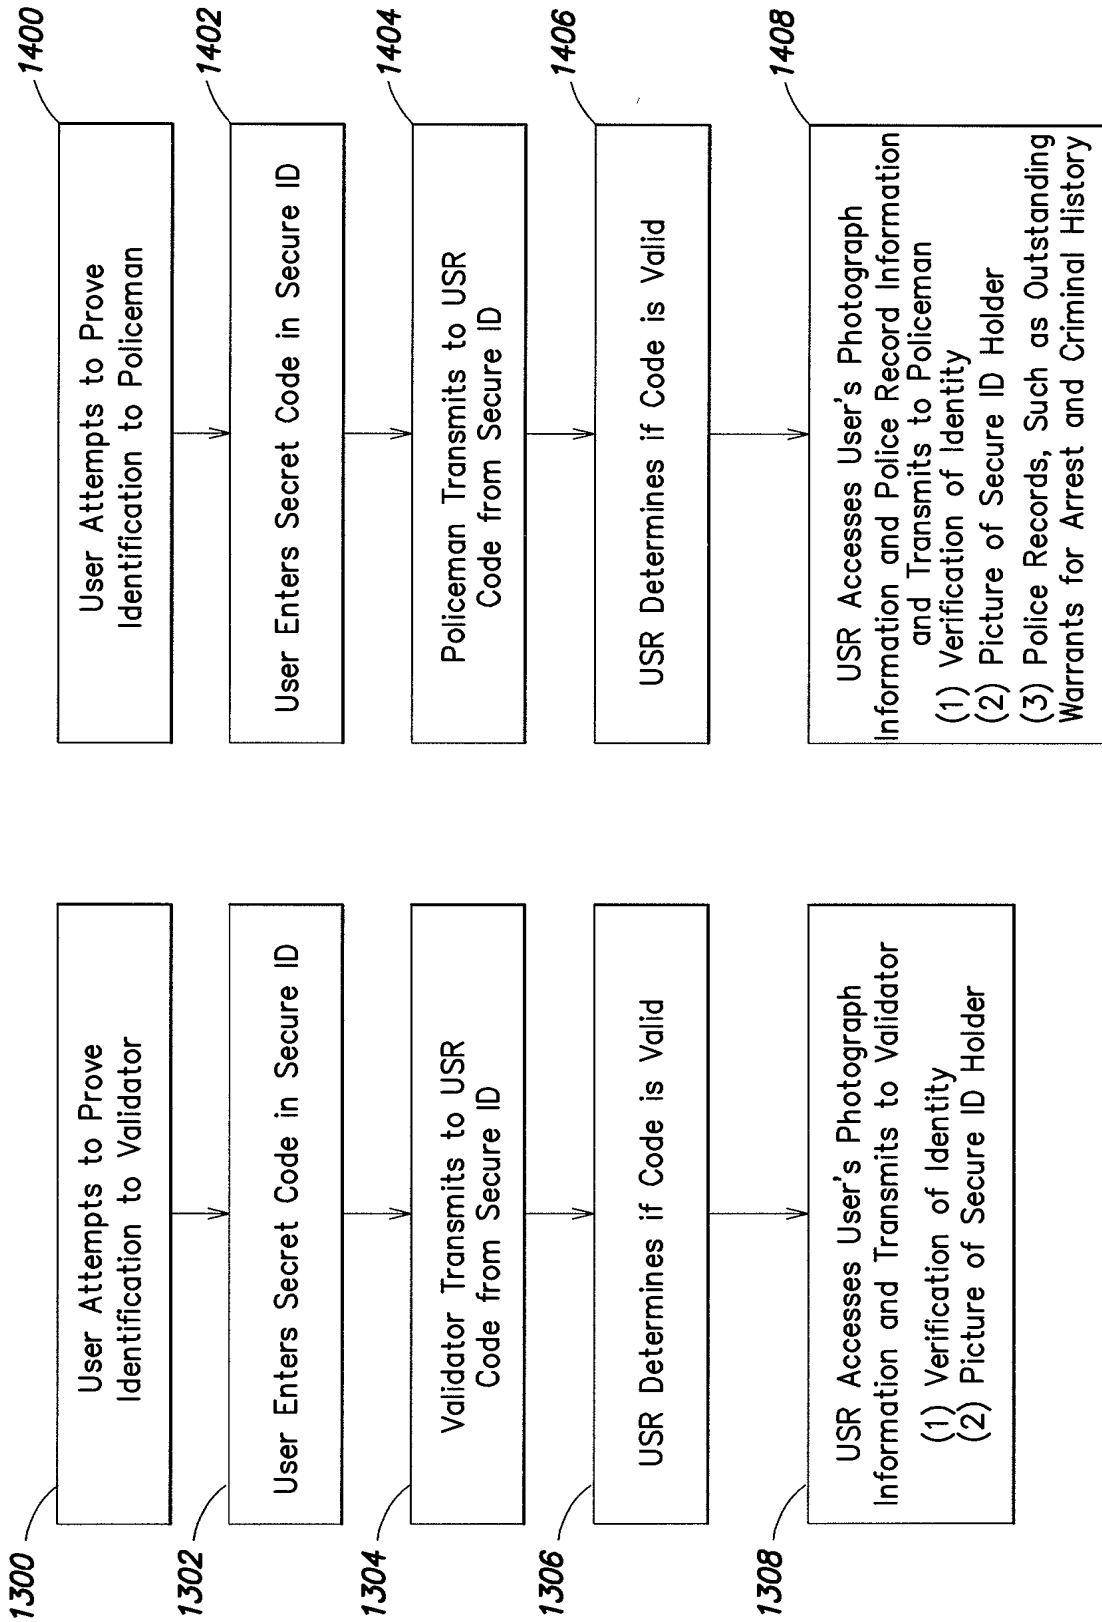 1300
User Attempts to Prove
Identification to Validator
1302
User Enters Secret Code in Secure ID
1304
Validator Transmits to USR
Code from Secure ID
1306
USR Determines if Code is Valid
1308
USR Accesses User's Photograph
Information and Transmits to Validator
(1) Verification of Identity
(2) Picture of Secure ID Holder
1400
User Attempts to Prove
Identification to Policeman
1402
User Enters Secret Code in Secure ID
1404
Policeman Transmits to USR
Code from Secure ID
1406
USR Determines if Code is Valid
1408
USR Accesses User's Photograph
Information and Police Record Information
and Transmits to Policeman
(1) Verification of Identity
(2) Picture of Secure ID Holder
(3) Police Records, Such as Outstanding
Warrants for Arrest and Criminal History